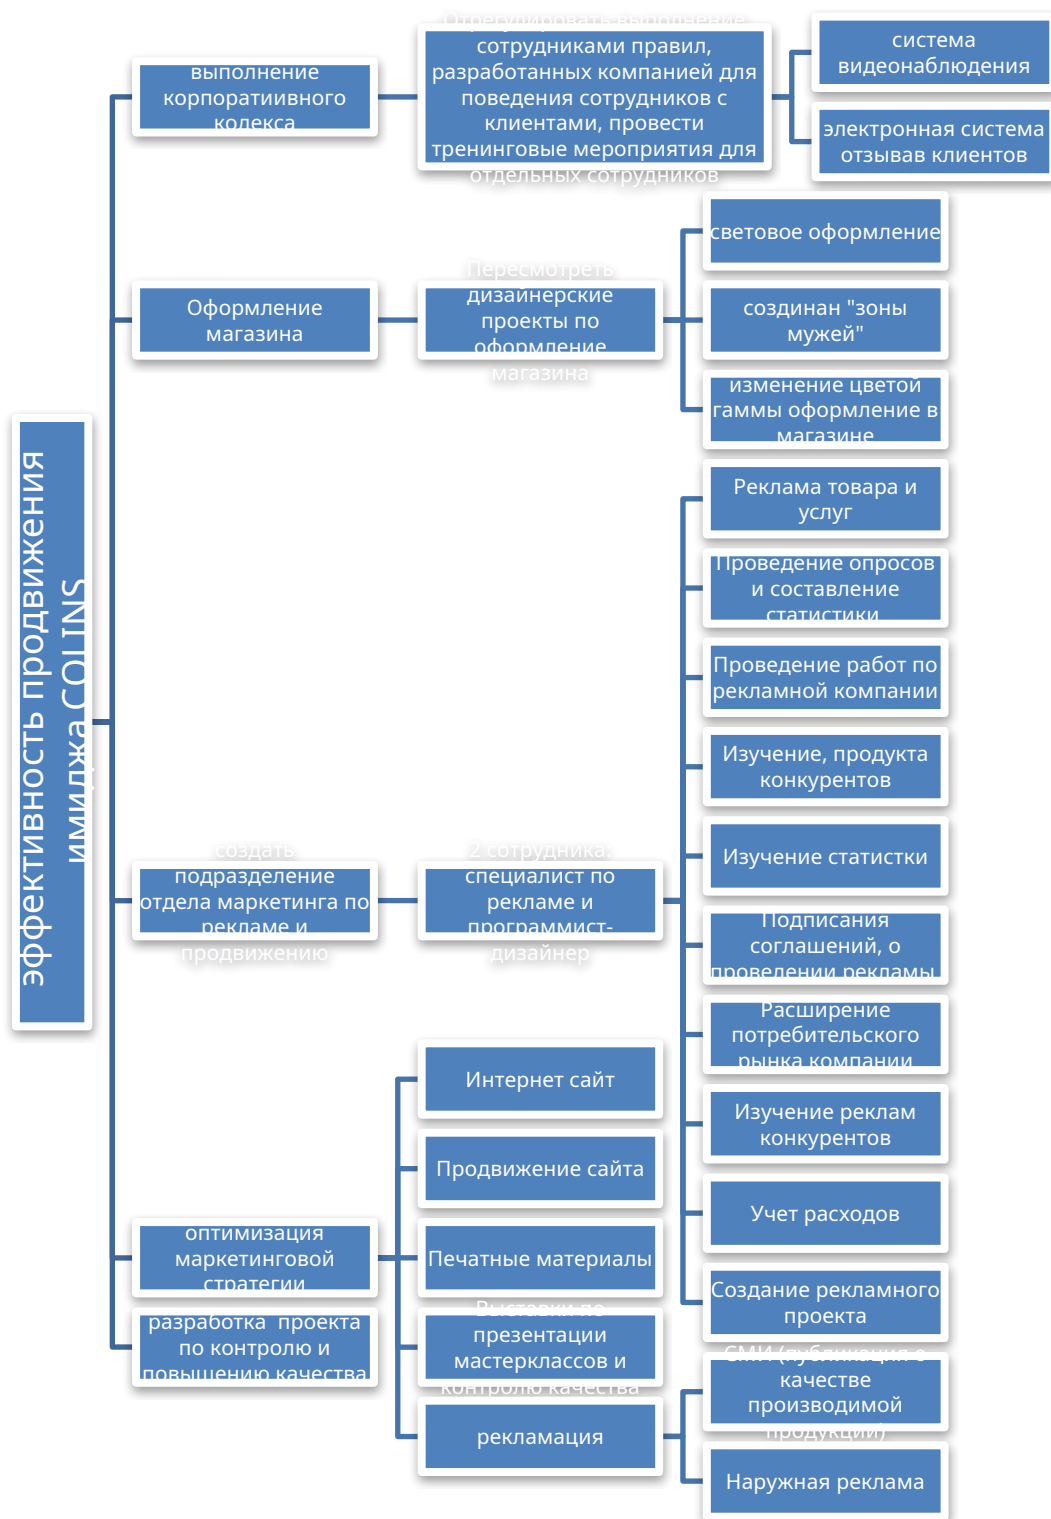 эффективность продвижения
имиджа COLINS
выполнение
корпоратиивного
кодекса
Отрегулировать выполнение
сотрудниками правил,
разработанных компанией для
поведения сотрудников с
клиентами, провести
тренинговые мероприятия для
отдельных сотрудников
система
видеонаблюдения
электронная система
отзывав клиентов
Оформление
магазина
Пересмотреть
дизайнерские
проекты по
оформление
магазина
световое оформление
создинан "зоны
мужей"
изменение цветой
гаммы оформление в
магазине
создать
подразделение
отдела маркетинга по
рекламе и
продвижению
2 сотрудника:
специалист по
рекламе и
программист-
дизайнер
Реклама товара и
услуг
Проведение опросов
и составление
статистики
Проведение работ по
рекламной компании
Изучение, продукта
конкурентов
Изучение статистки
Подписания
соглашений, о
проведении рекламы
Расширение
потребительского
рынка компании
Изучение реклам
конкурентов
Учет расходов
Создание рекламного
проекта
оптимизация
маркетинговой
стратегии
Интернет сайт
Продвижение сайта
Печатные материалы
Выставки по
презентации
мастерклассов и
контролю качества
рекламация
СМИ (публикация о
качестве
производимой
продукции)
Наружная реклама
разработка проекта
по контролю и
повышению качества